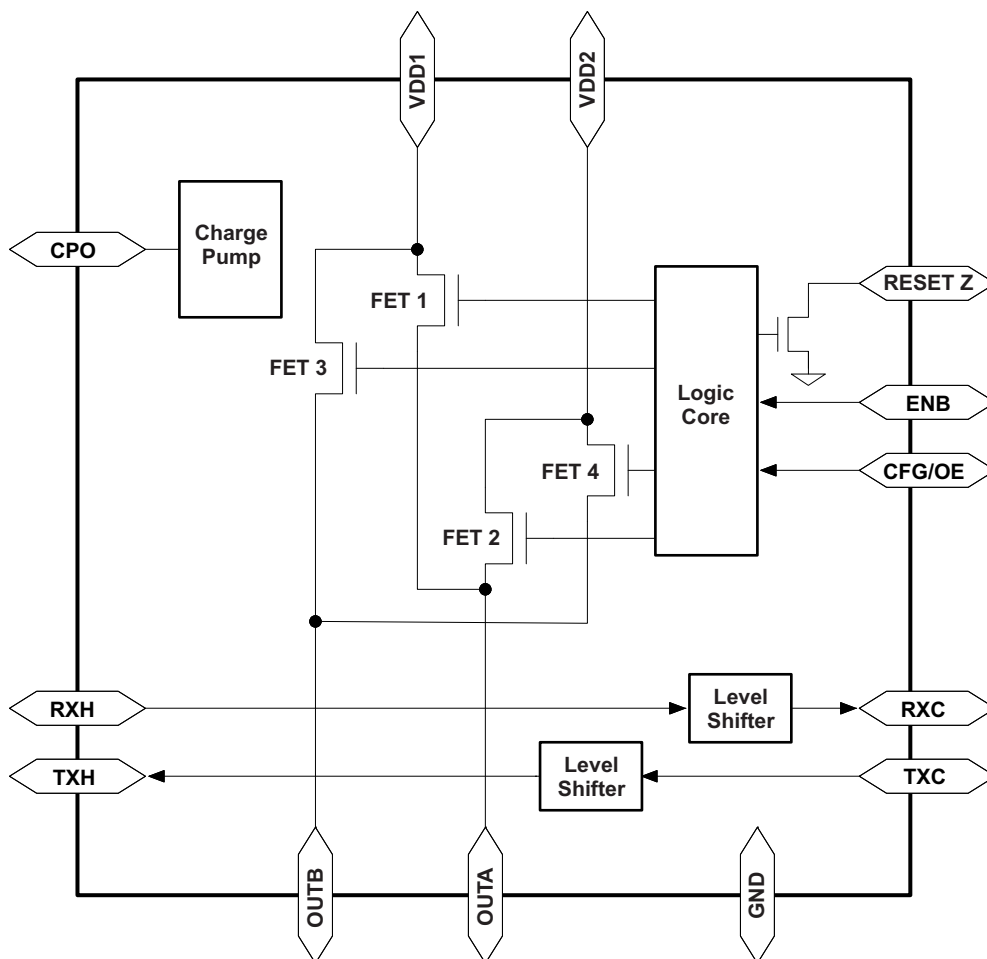 VDD1
VDD2
CPO
Charge
Pump
FET 1
FET 3
RESET Z
Logic
Core
ENB
FET 4
CFG/OE
FET 2
RXH
Level
Shifter
RXC
TXH
Level
Shifter
TXC
OUTB
OUTA
GND